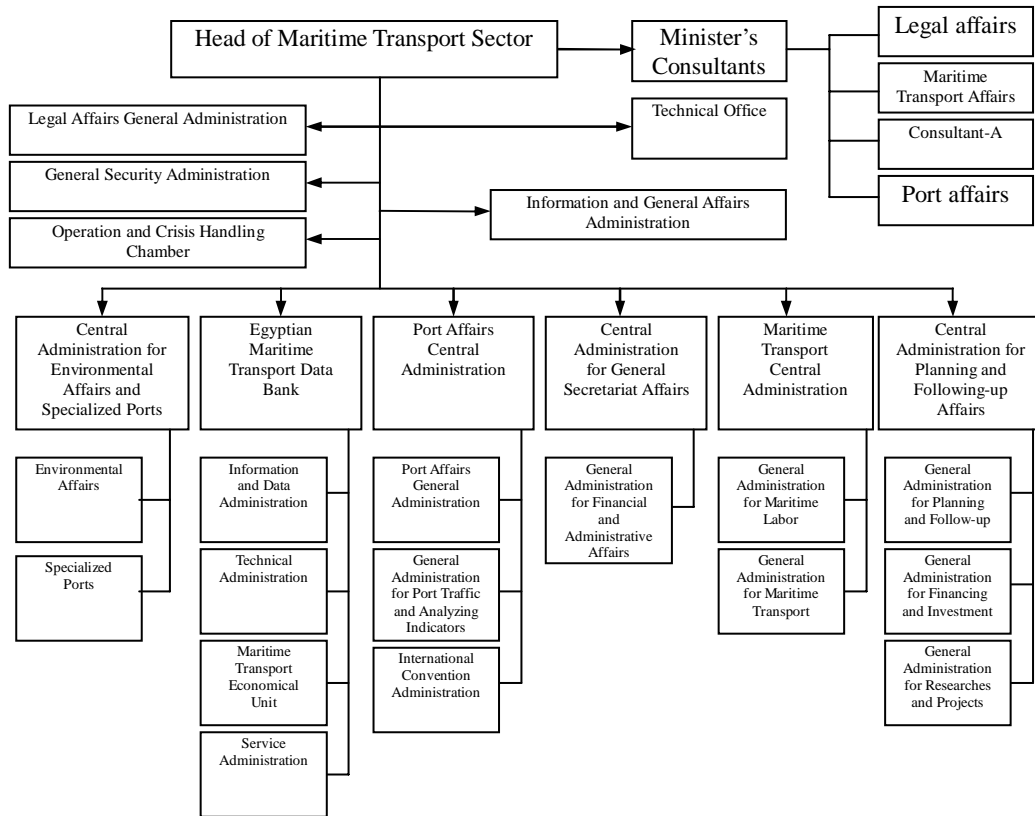 Head of Maritime Transport Sector
Minister's
Consultants
Legal affairs
Maritime
Transport Affairs
Consultant-A
Port affairs
Legal Affairs General Administration
Technical Office
General Security Administration
Information and General Affairs
Administration
Operation and Crisis Handling
Chamber
Central
Administration for
Environmental
Affairs and
Specialized Ports
Egyptian
Maritime
Transport Data
Bank
Port Affairs
Central
Administration
Central
Administration
for General
Secretariat Affairs
Maritime
Transport
Central
Administration
Central
Administration for
Planning and
Following-up
Affairs
Environmental
Affairs
Specialized
Ports
Information
and Data
Administration
Technical
Administration
Maritime
Transport
Economical
Unit
Service
Administration
Port Affairs
General
Administration
General
Administration
for Port Traffic
and Analyzing
Indicators
International
Convention
Administration
General
Administration
for Financial
and
Administrative
Affairs
General
Administration
for Maritime
Labor
General
Administration
for Maritime
Transport
General
Administration
for Planning
and Follow-up
General
Administration
for Financing
and Investment
General
Administration
for Researches
and Projects